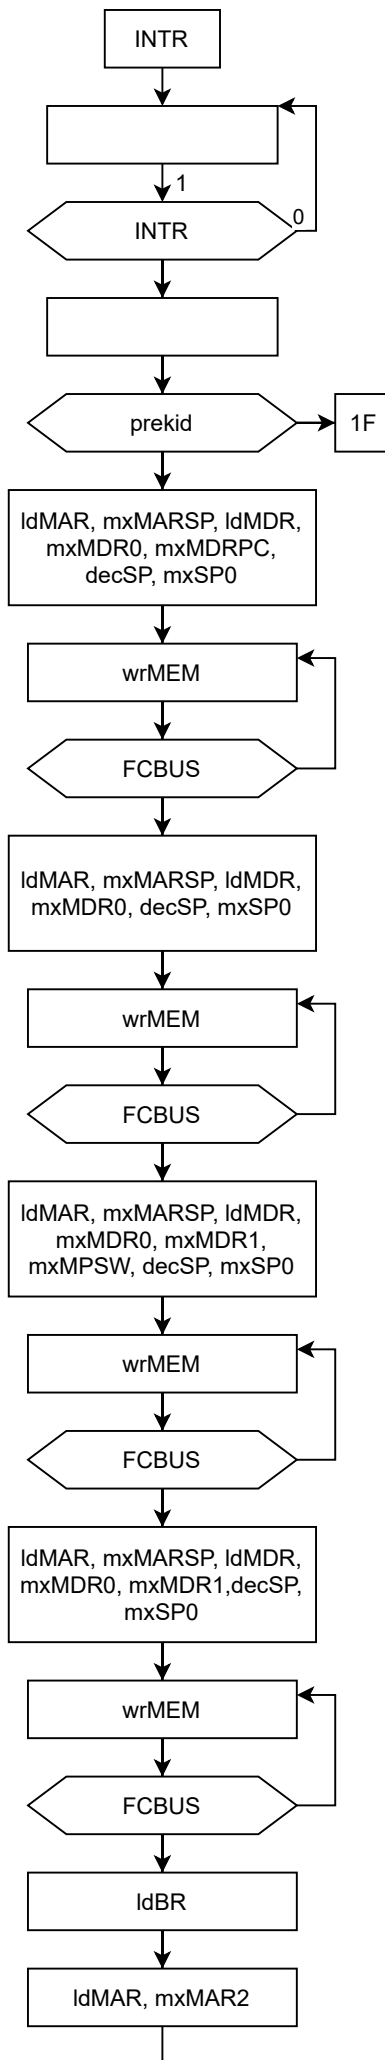 INTR
1
0
INTR
prekid
1F
ldMAR, mxMARSP, ldMDR,
mxMDR0, mxMDRPC,
decSP, mxSP0
wrMEM
FCBUS
ldMAR, mxMARSP, ldMDR,
mxMDR0, decSP, mxSP0
wrMEM
FCBUS
ldMAR, mxMARSP, ldMDR,
mxMDR0, mxMDR1,
mxMPSW, decSP, mxSP0
wrMEM
FCBUS
ldMAR, mxMARSP, ldMDR,
mxMDR0, mxMDR1,decSP,
mxSP0
wrMEM
FCBUS
ldBR
ldMAR, mxMAR2